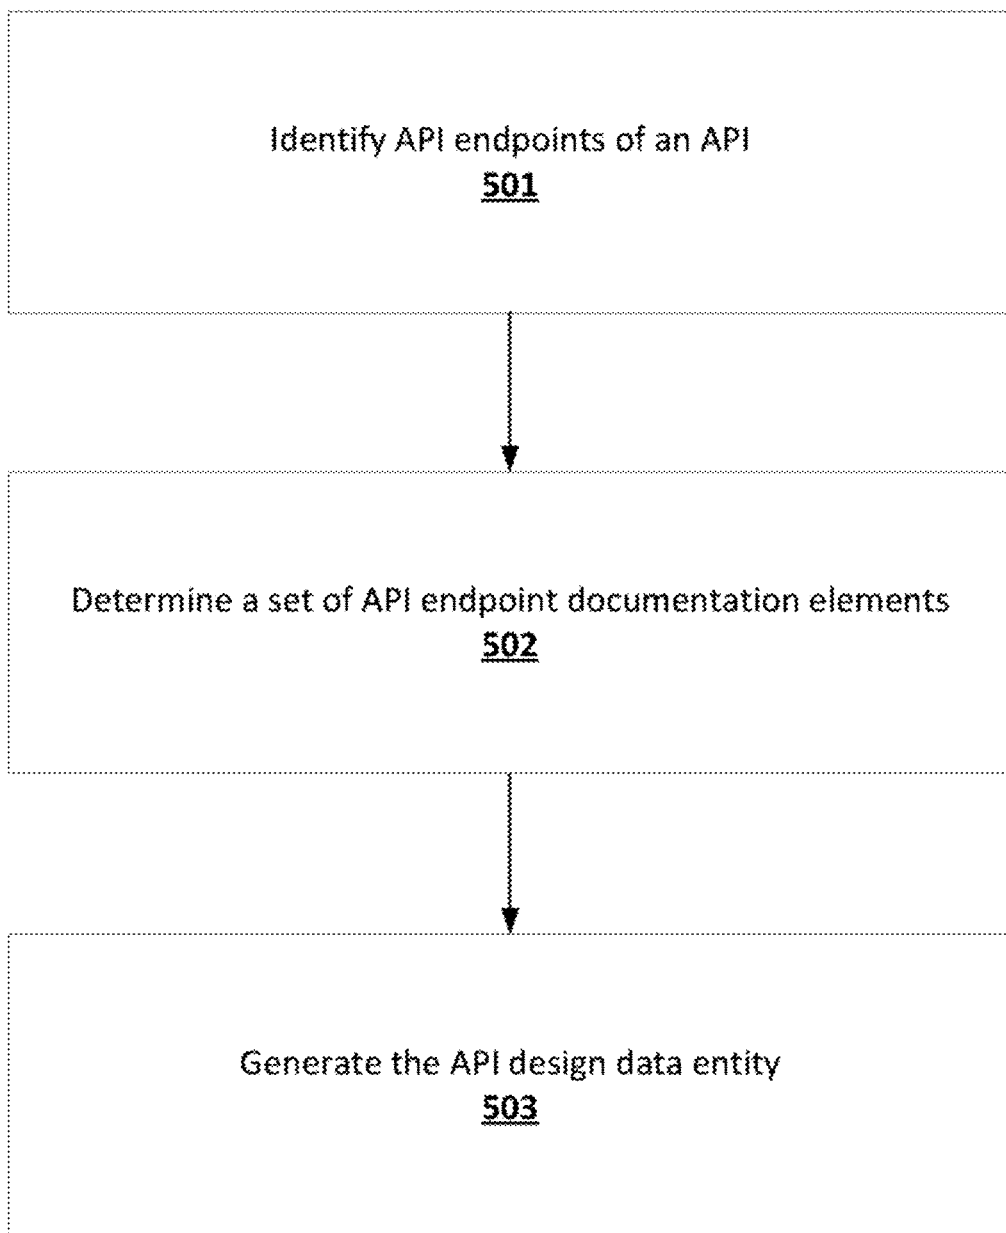 Identify API endpoints of an API
501
Determine a set of API endpoint documentation elements
502
Generate the API design data entity
503